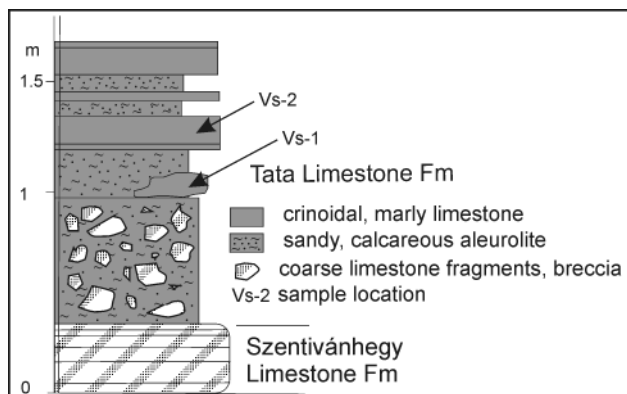 m
1.5
Vs-2
Vs-1
Tata Limestone Fm
1
crinoidal, marly limestone
sandy, calcareous aleurolite
coarse limestone fragments, breccia
Vs-2 sample location
Szentivánhegy
Limestone Fm
0